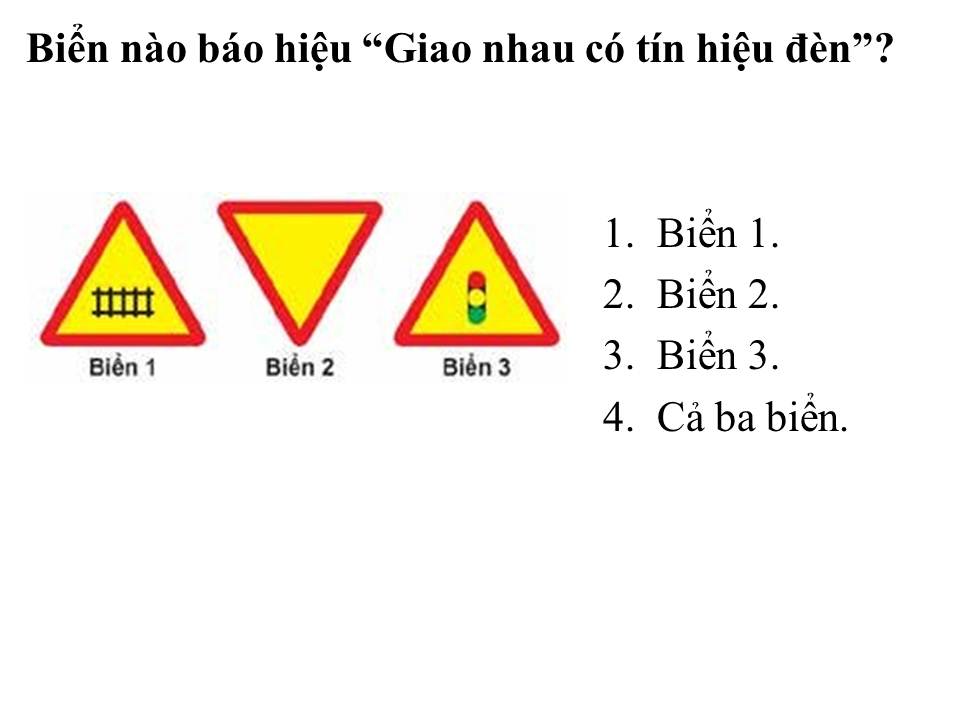 Biển nào báo hiệu “Giao nhau có tín hiệu đèn”?
Biển 1 Biển 2 Biển 3
1. Biển 1.
2. Biển 2.
3. Biển 3.
4. Cả ba biển.